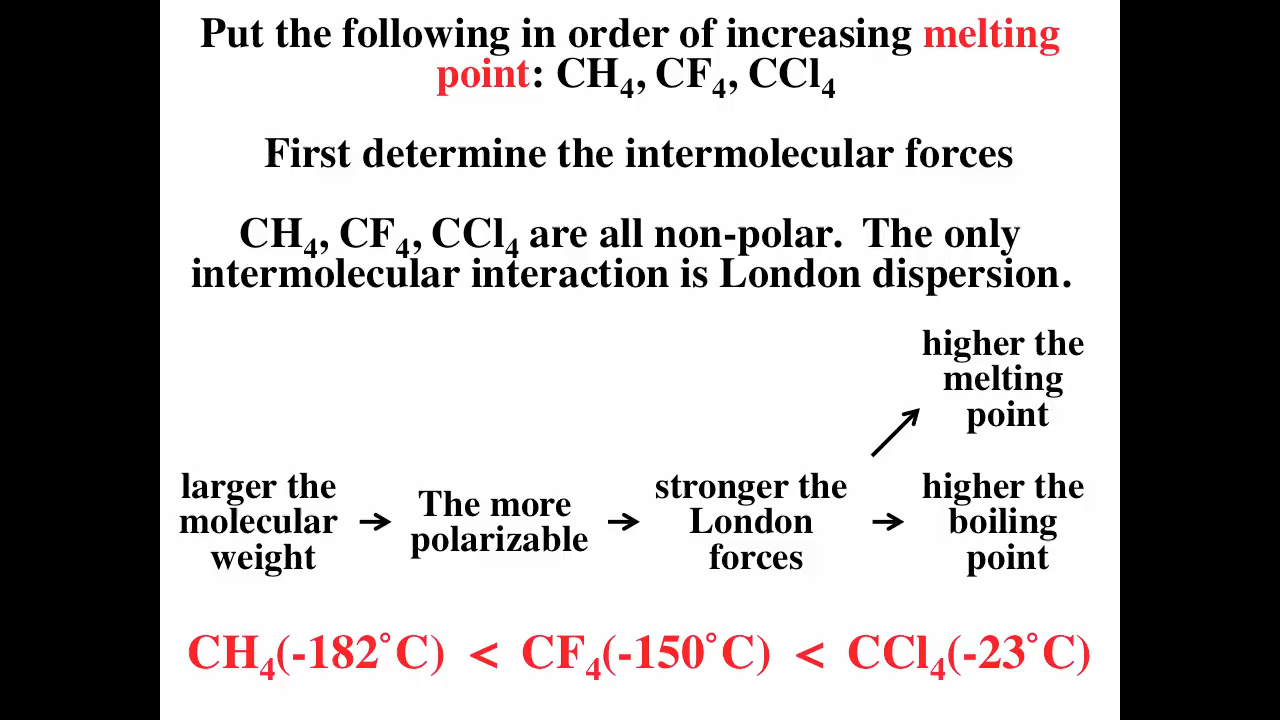 Put the following in order of increasing melting
point: CH₄, CF₄, CCl₄
First determine the intermolecular forces
CH₄, CF₄, CCl₄ are all non-polar. The only
intermolecular interaction is London dispersion.
higher the
melting
point
larger the
molecular
weight
→
The more
polarizable
→
stronger the
London
forces
→
higher the
boiling
point
CH₄(-182˚C) < CF₄(-150˚C) < CCl₄(-23˚C)